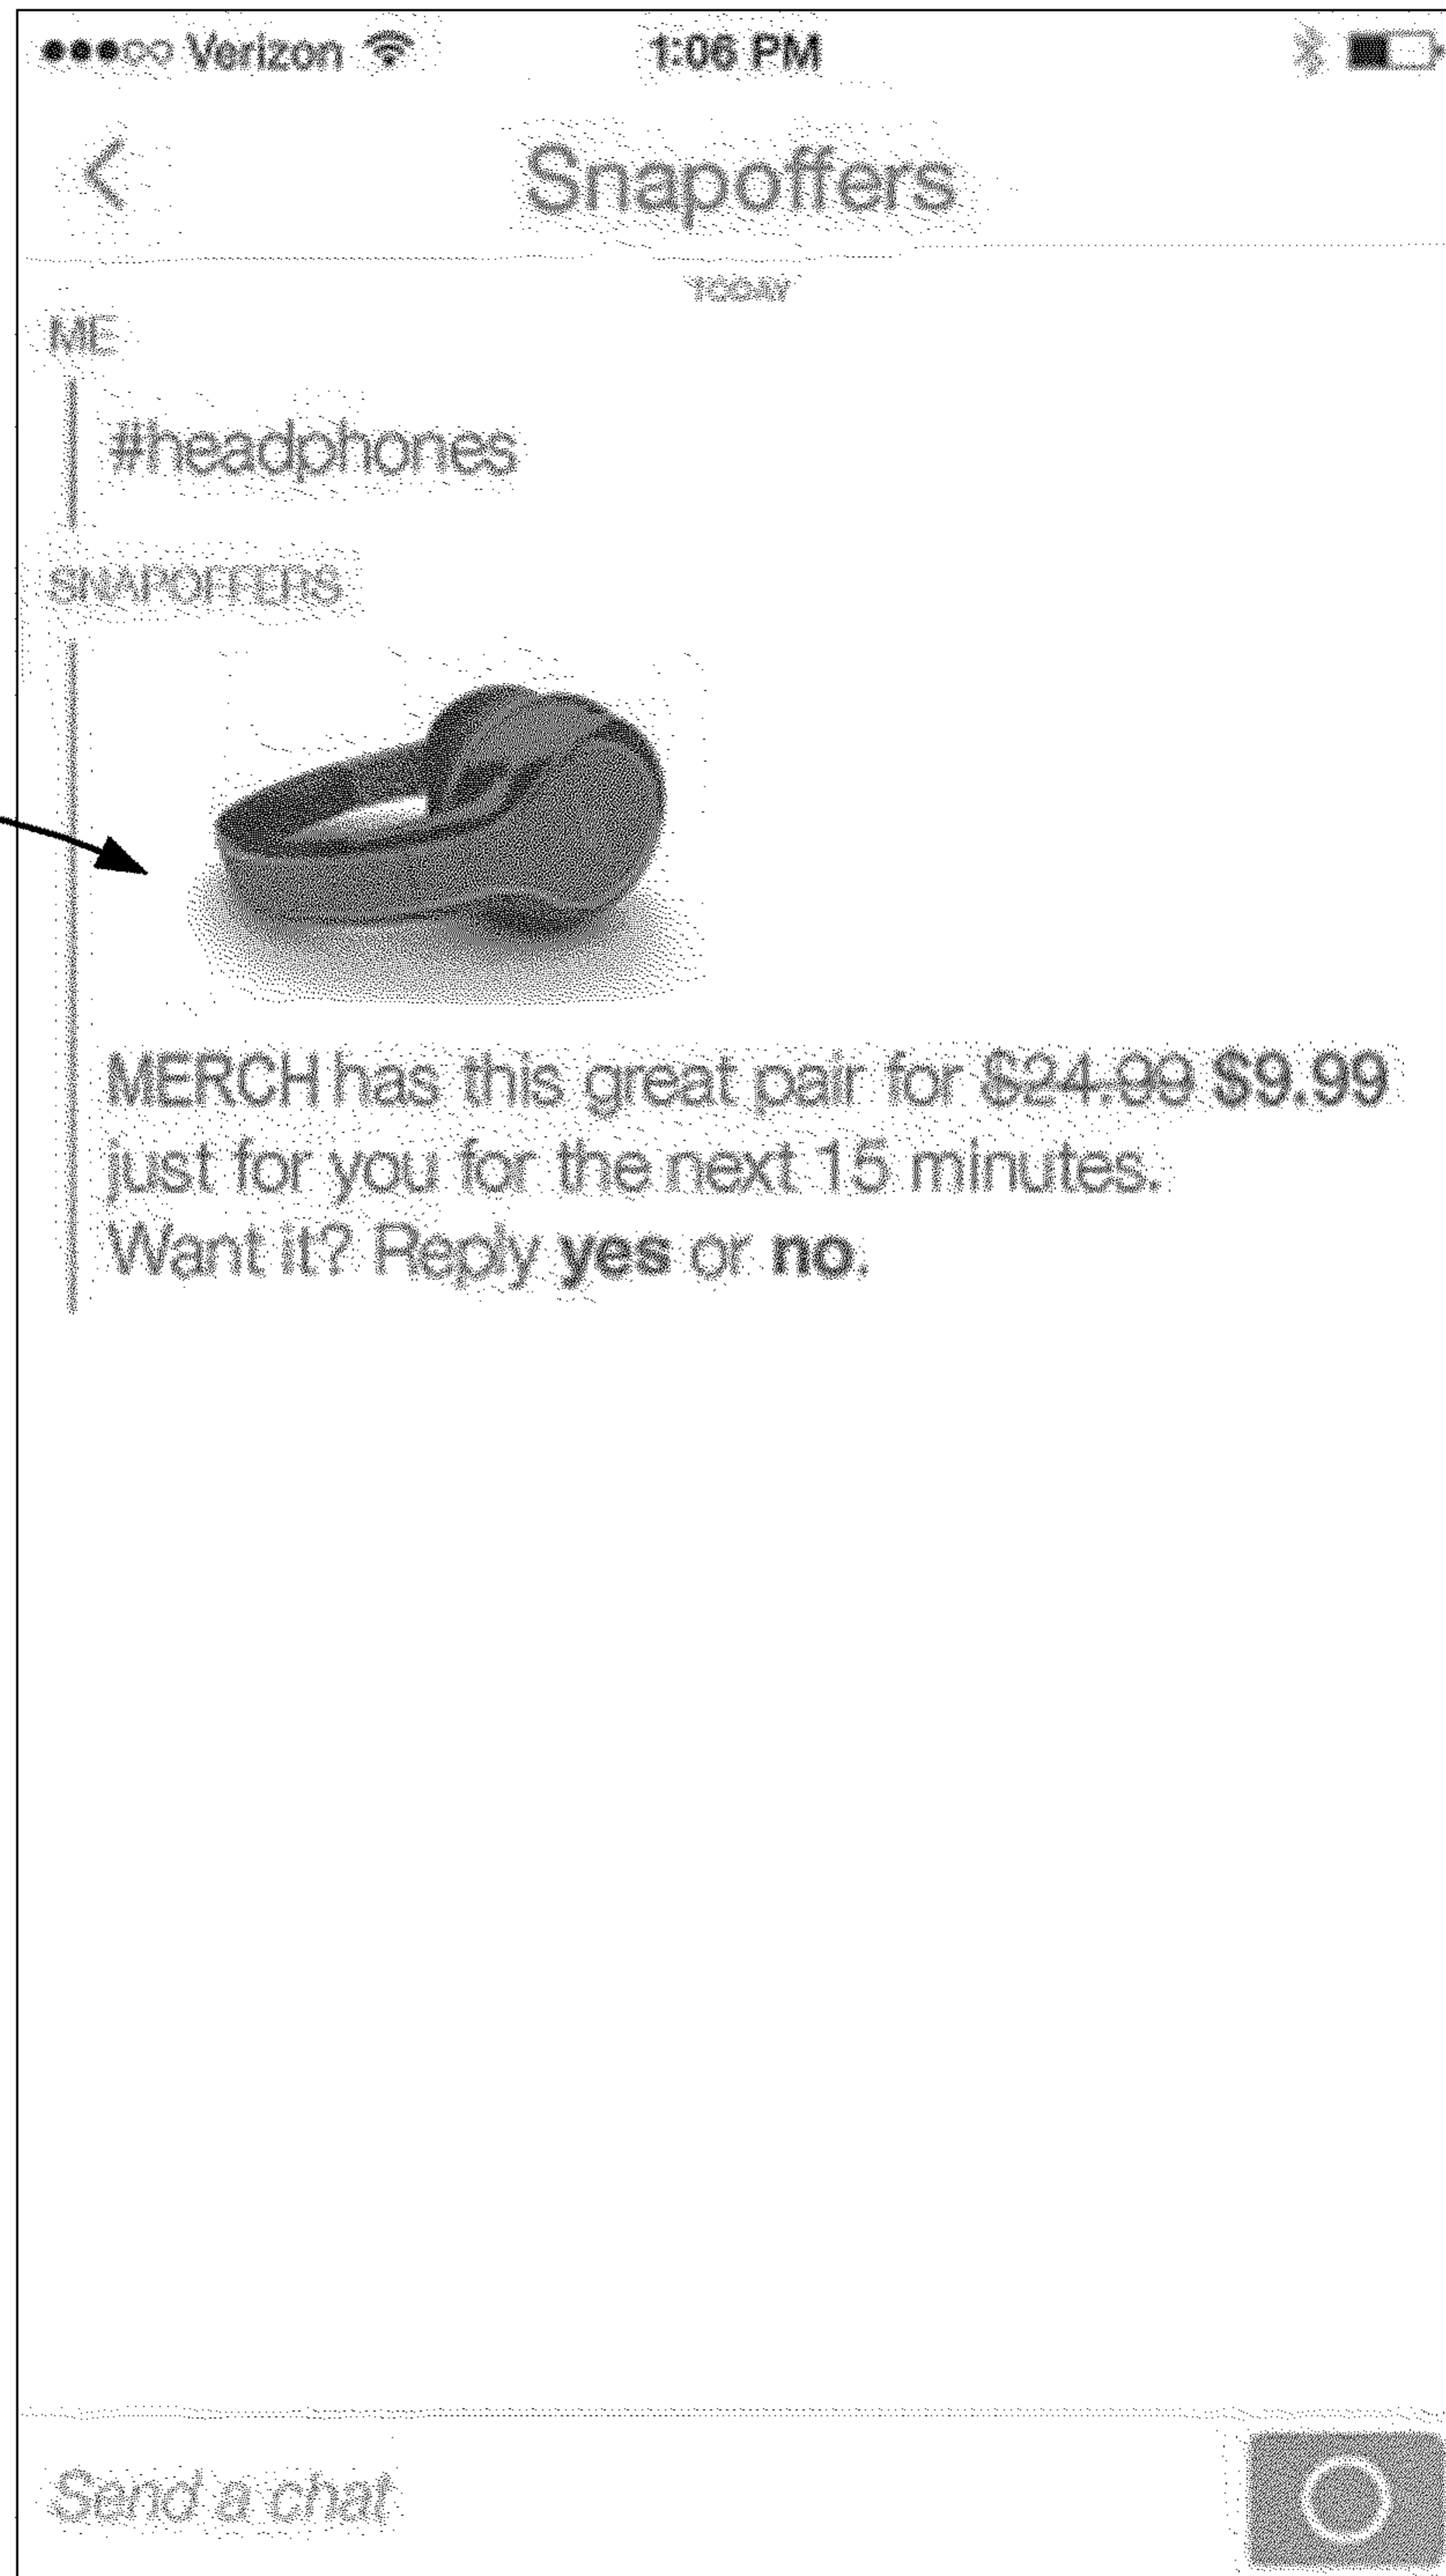 Verizon 1:06 PM
Snapoffers
TODAY
ME
#headphones
SNAPOFFERS
MERCH has this great pair for $24.99 $9.99
just for you for the next 15 minutes.
Want it? Reply yes or no.
Send a chat